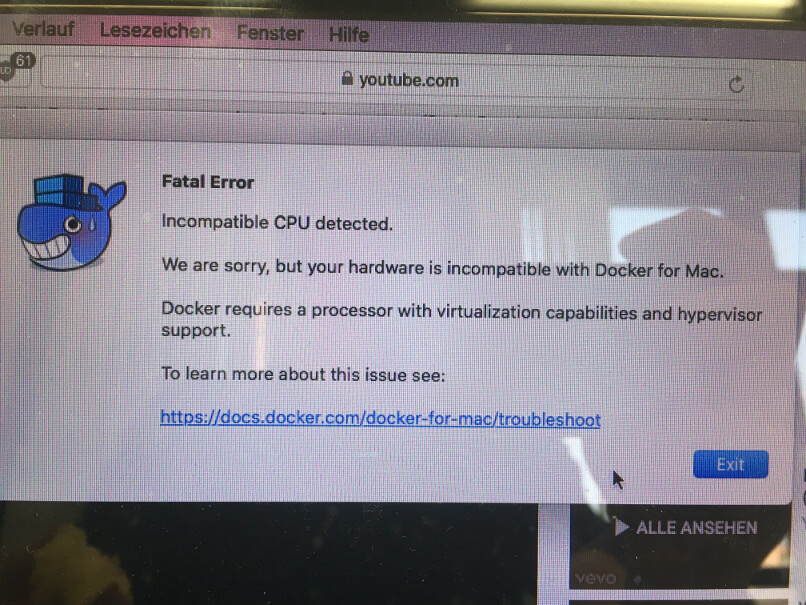 Verlauf Lesezeichen Fenster Hilfe
61
youtube.com
Fatal Error
Incompatible CPU detected.
We are sorry, but your hardware is incompatible with Docker for Mac.
Docker requires a processor with virtualization capabilities and hypervisor
support.
To learn more about this issue see:
https://docs.docker.com/docker-for-mac/troubleshoot
Exit
ALLE ANSEHEN
vevo